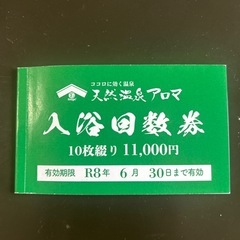 ココロに効く温泉
天然温泉アロマ
入浴回数券
10枚綴り 11,000円
有効期限 R8年 6月 30日まで有効